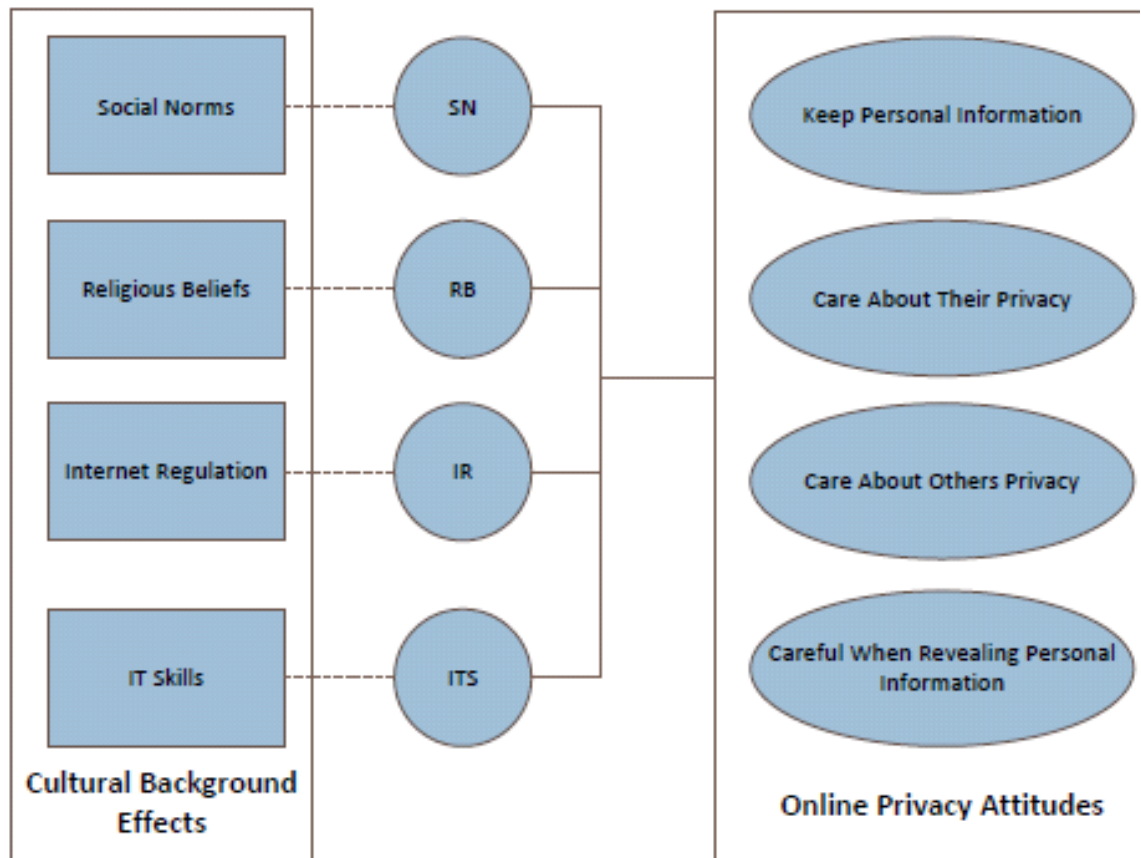 Social Norms
SN
Keep Personal Information
Religious Beliefs
RB
Care About Their Privacy
Internet Regulation
IR
Care About Others Privacy
IT Skills
ITS
Careful When Revealing Personal
Information
Cultural Background
Effects
Online Privacy Attitudes